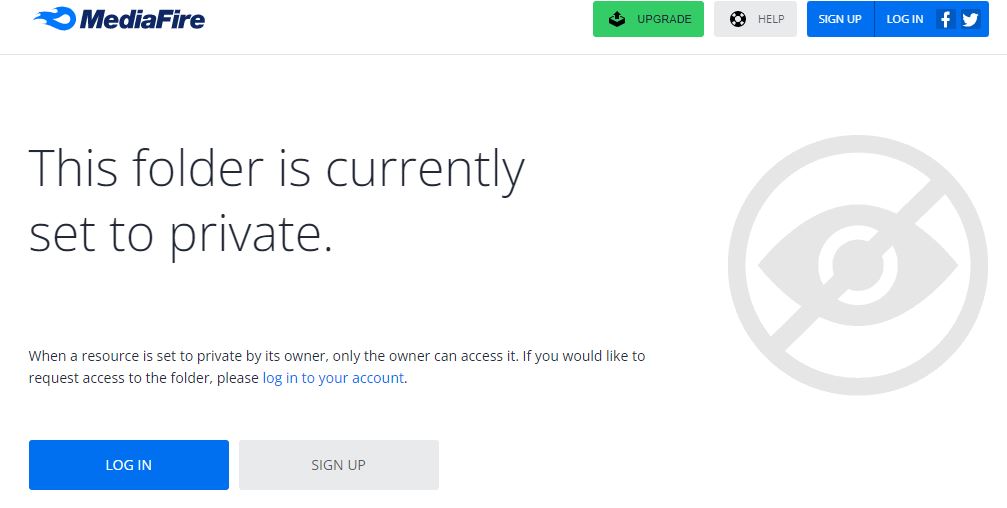 MediaFire
UPGRADE
HELP
SIGN UP
LOG IN
This folder is currently
set to private.
When a resource is set to private by its owner, only the owner can access it. If you would like to
request access to the folder, please log in to your account.
LOG IN
SIGN UP